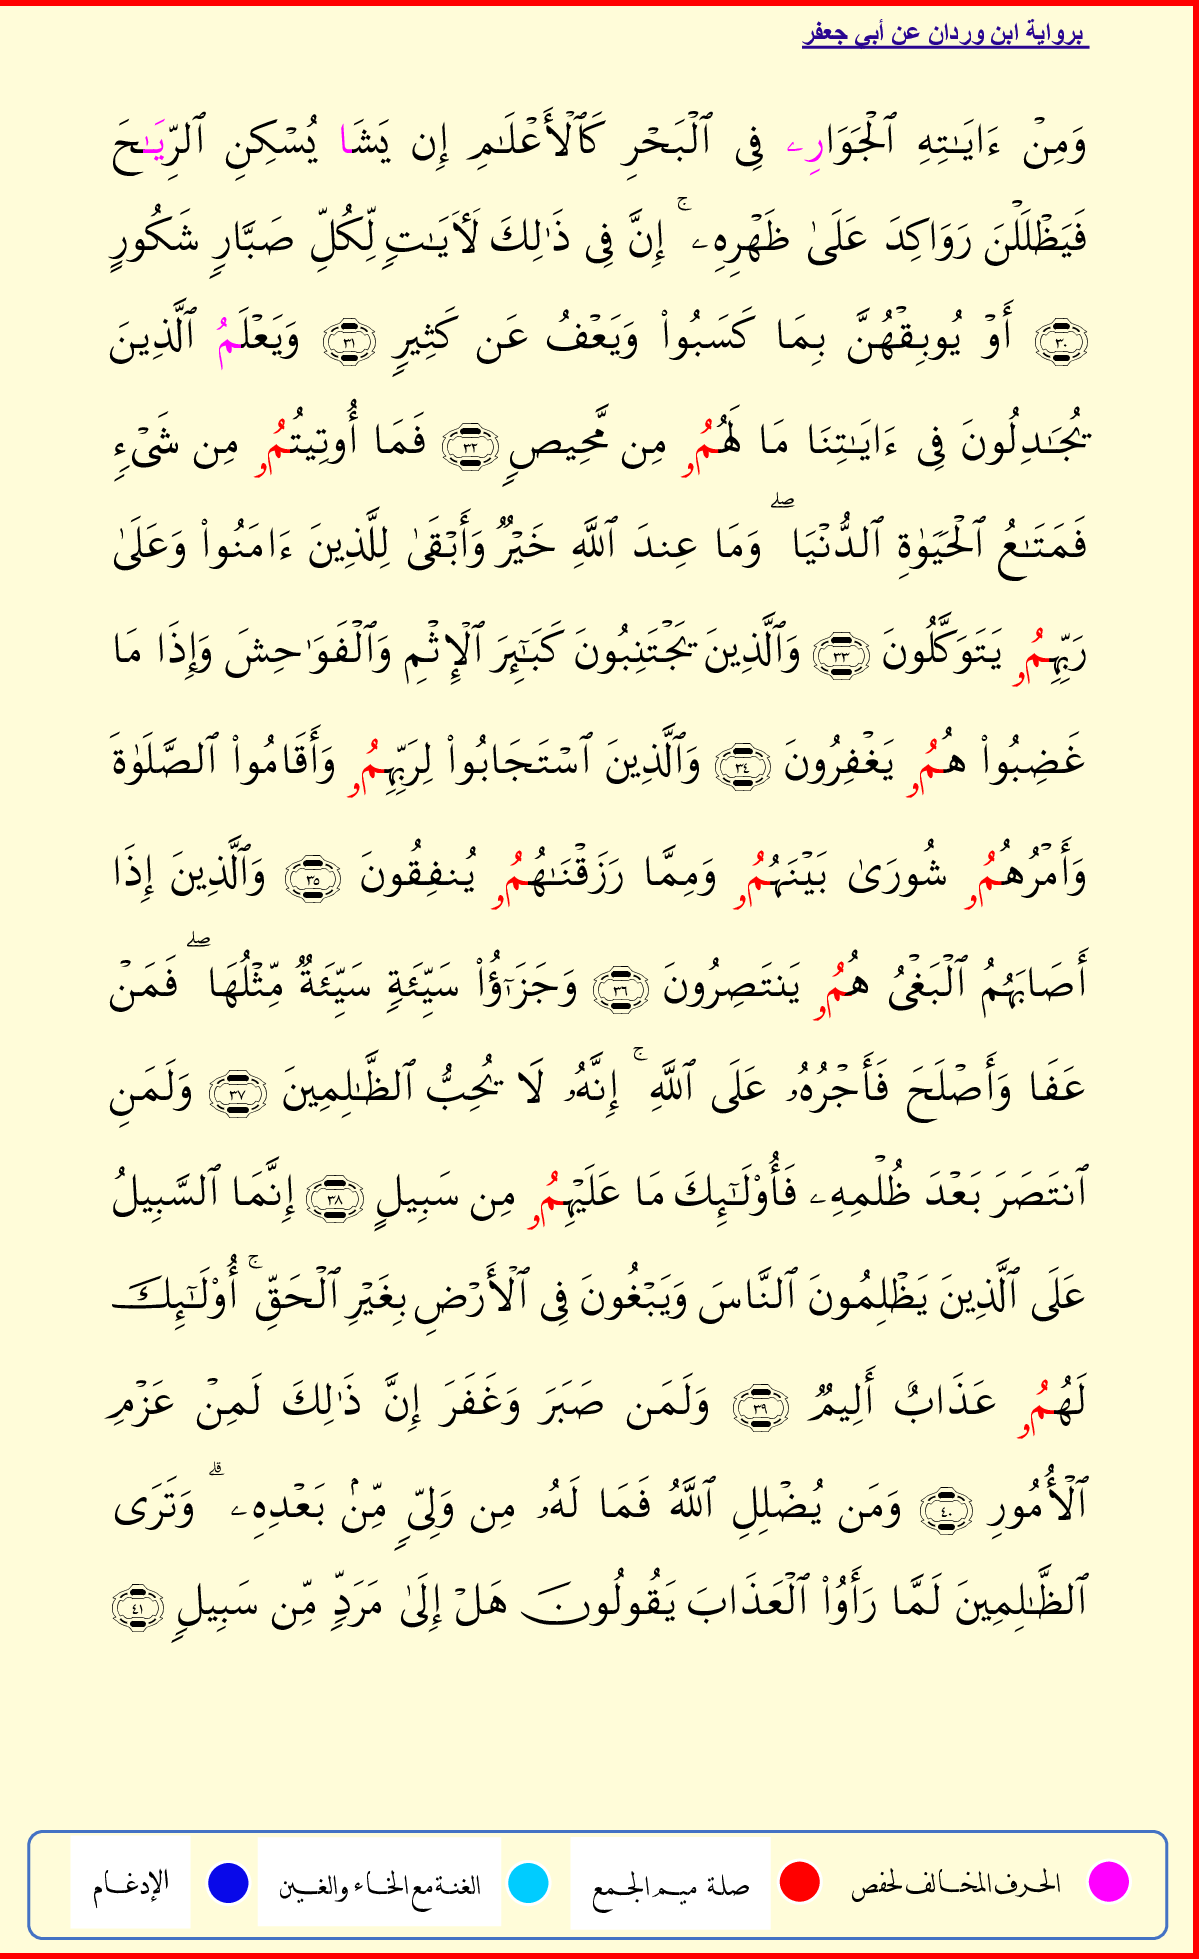 برواية ابن وردان عن أبي جعفر
وَمِنْ ءَايَـٰتِهِ ٱلْجَوَارِۦ فِى ٱلْبَحْرِ كَٱلْأَعْلَـٰمِ إِن يَشَا يُسْكِنِ ٱلرِّيَـٰحَ
فَيَظْلَلْنَ رَوَاكِدَ عَلَىٰ ظَهْرِهِۦ ۚ إِنَّ فِى ذَٰلِكَ لَأَيَـٰتٍ لِّكُلِّ صَبَّارٍ شَكُورٍ
٣٠ أَوْ يُوبِقْهُنَّ بِمَا كَسَبُوا۟ وَيَعْفُ عَن كَثِيرٍ ٣١ وَيَعْلَمُ ٱلَّذِينَ
يُجَـٰدِلُونَ فِى ءَايَـٰتِنَا مَا لَهُمُۥ مِن مَّحِيصٍ ٣٢ فَمَا أُوتِيتُمُۥ مِن شَىْءٍ
فَمَتَـٰعُ ٱلْحَيَوٰةِ ٱلدُّنْيَا ۖ وَمَا عِندَ ٱللَّهِ خَيْرٌ وَأَبْقَىٰ لِلَّذِينَ ءَامَنُوا۟ وَعَلَىٰ
رَبِّهِمُۥ يَتَوَكَّلُونَ ٣٣ وَٱلَّذِينَ يَجْتَنِبُونَ كَبَـٰٓئِرَ ٱلْإِثْمِ وَٱلْفَوَٰحِشَ وَإِذَا مَا
غَضِبُوا۟ هُمُۥ يَغْفِرُونَ ٣٤ وَٱلَّذِينَ ٱسْتَجَابُوا۟ لِرَبِّهِمُۥ وَأَقَامُوا۟ ٱلصَّلَوٰةَ
وَأَمْرُهُمُۥ شُورَىٰ بَيْنَهُمُۥ وَمِمَّا رَزَقْنَـٰهُمُۥ يُنفِقُونَ ٣٥ وَٱلَّذِينَ إِذَا
أَصَابَهُمُ ٱلْبَغْىُ هُمُۥ يَنتَصِرُونَ ٣٦ وَجَزَـٰٓؤُا۟ سَيِّئَةٍ سَيِّئَةٌ مِّثْلُهَا ۖ فَمَنْ
عَفَا وَأَصْلَحَ فَأَجْرُهُۥ عَلَى ٱللَّهِ ۚ إِنَّهُۥ لَا يُحِبُّ ٱلظَّـٰلِمِينَ ٣٧ وَلَمَنِ
ٱنتَصَرَ بَعْدَ ظُلْمِهِۦ فَأُو۟لَـٰٓئِكَ مَا عَلَيْهِمُۥ مِن سَبِيلٍ ٣٨ إِنَّمَا ٱلسَّبِيلُ
عَلَى ٱلَّذِينَ يَظْلِمُونَ ٱلنَّاسَ وَيَبْغُونَ فِى ٱلْأَرْضِ بِغَيْرِ ٱلْحَقِّ ۚ أُو۟لَـٰٓئِكَ
لَهُمُۥ عَذَابٌ أَلِيمٌ ٣٩ وَلَمَن صَبَرَ وَغَفَرَ إِنَّ ذَٰلِكَ لَمِنْ عَزْمِ
ٱلْأُمُورِ ٤٠ وَمَن يُضْلِلِ ٱللَّهُ فَمَا لَهُۥ مِن وَلِىٍّ مِّنۢ بَعْدِهِۦ ۗ وَتَرَى
ٱلظَّـٰلِمِينَ لَمَّا رَأَوُا۟ ٱلْعَذَابَ يَقُولُونَ هَلْ إِلَىٰ مَرَدٍّ مِّن سَبِيلٍ ٤١
الحرف المخالف لحفص صلة ميم الجمع الغنة مع الخاء والغين الإدغام